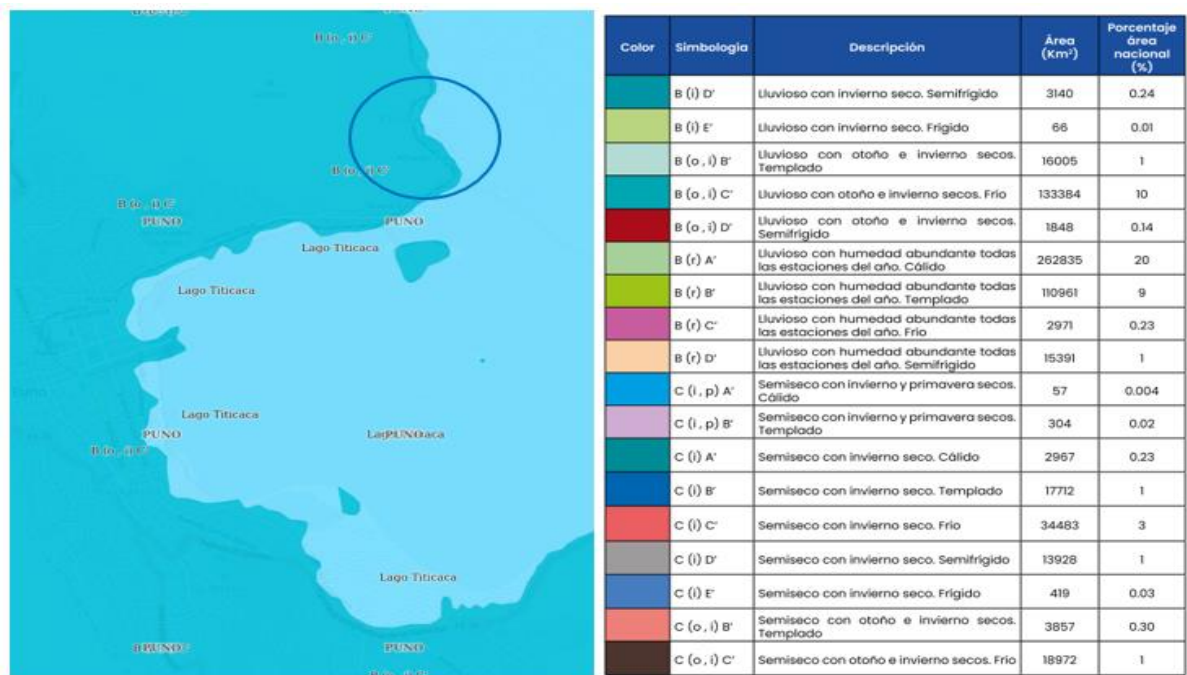 B (o , i) C'
B (o , i) C'
B (o , i) C'
PUNO
PUNO
Lago Titicaca
Lago Titicaca
Lago Titicaca
PUNO
PUNO
Lago Titicaca
PUNO
PUNO
Color Simbología Descripción Área
(Km²) Porcentaje
área
nacional
(%)
B (i) D' Lluvioso con invierno seco. Semifrígido 3140 0.24
B (i) E' Lluvioso con invierno seco. Frígido 66 0.01
B (o , i) B' Lluvioso con otoño e invierno secos.
Templado 16005 1
B (o , i) C' Lluvioso con otoño e invierno secos. Frío 133384 10
B (o , i) D' Lluvioso con otoño e invierno secos.
Semifrígido 1848 0.14
B (r) A' Lluvioso con humedad abundante todas
las estaciones del año. Cálido 262835 20
B (r) B' Lluvioso con humedad abundante todas
las estaciones del año. Templado 110961 9
B (r) C' Lluvioso con humedad abundante todas
las estaciones del año. Frío 2971 0.23
B (r) D' Lluvioso con humedad abundante todas
las estaciones del año. Semifrígido 15391 1
C (i , p) A' Semiseco con invierno y primavera secos.
Cálido 57 0.004
C (i , p) B' Semiseco con invierno y primavera secos.
Templado 304 0.02
C (i) A' Semiseco con invierno seco. Cálido 2967 0.23
C (i) B' Semiseco con invierno seco. Templado 17712 1
C (i) C' Semiseco con invierno seco. Frío 34483 3
C (i) D' Semiseco con invierno seco. Semifrígido 13928 1
C (i) E' Semiseco con invierno seco. Frígido 419 0.03
C (o , i) B' Semiseco con otoño e invierno secos.
Templado 3857 0.30
C (o , i) C' Semiseco con otoño e invierno secos. Frío 18972 1